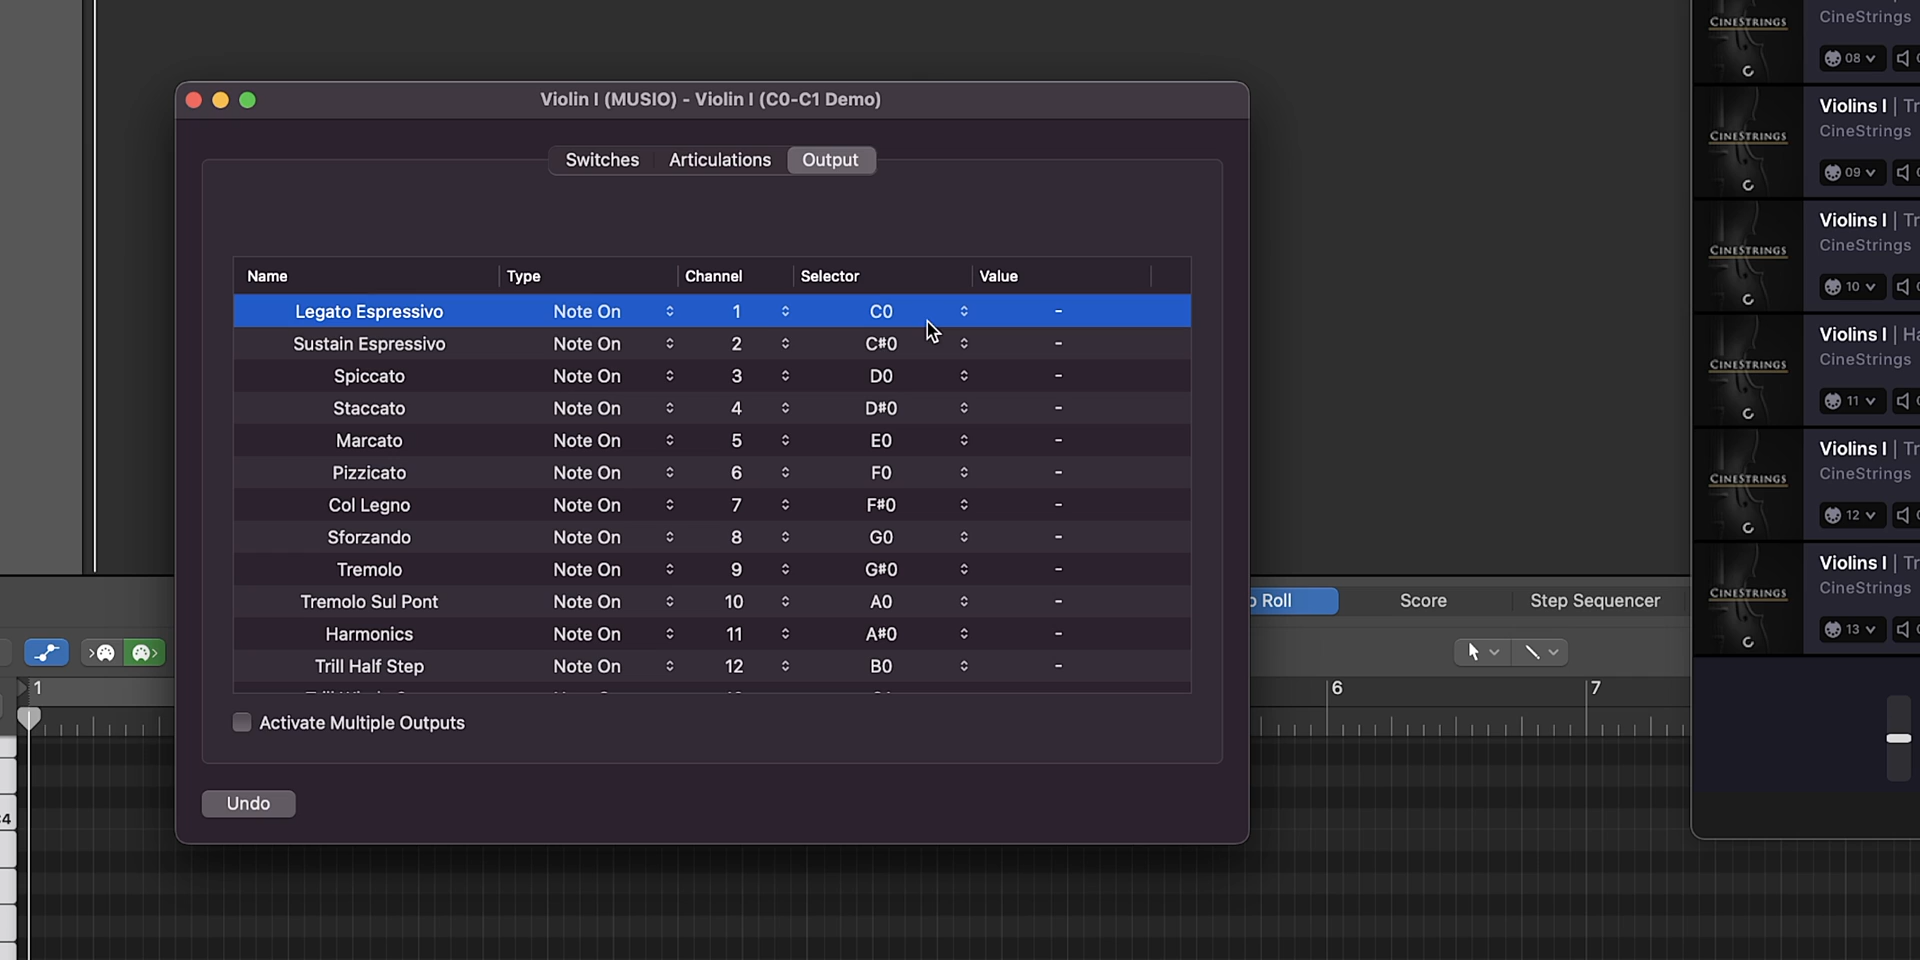 Violin I (MUSIO) - Violin I (C0-C1 Demo)
Switches Articulations Output
Name Type Channel Selector Value
Legato Espressivo Note On 1 C0 -
Sustain Espressivo Note On 2 C#0 -
Spiccato Note On 3 D0 -
Staccato Note On 4 D#0 -
Marcato Note On 5 E0 -
Pizzicato Note On 6 F0 -
Col Legno Note On 7 F#0 -
Sforzando Note On 8 G0 -
Tremolo Note On 9 G#0 -
Tremolo Sul Pont Note On 10 A0 -
Harmonics Note On 11 A#0 -
Trill Half Step Note On 12 B0 -
Activate Multiple Outputs
Undo
Roll Score Step Sequencer
1 6 7
CINESTRINGS
CineStrings
08
Violins I |
CINESTRINGS
CineStrings
09
Violins I |
CINESTRINGS
CineStrings
10
Violins I |
CINESTRINGS
CineStrings
11
Violins I |
CINESTRINGS
CineStrings
12
Violins I |
CINESTRINGS
CineStrings
13